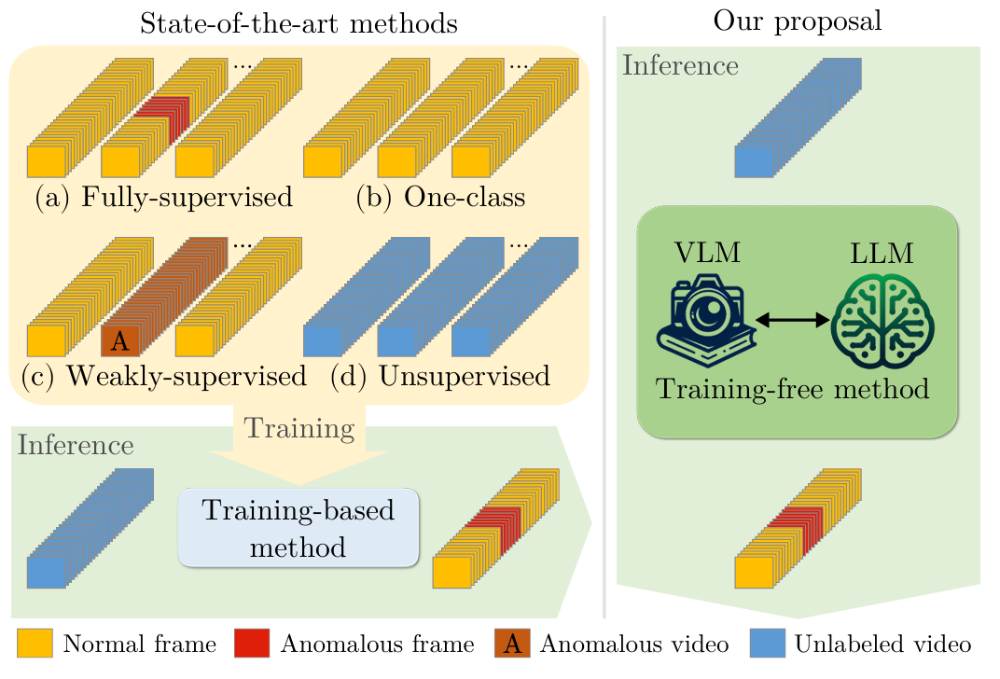 State-of-the-art methods
...
...
(a) Fully-supervised
(b) One-class
...
...
A
(c) Weakly-supervised
(d) Unsupervised
Training
Inference
Training-based
method
Our proposal
Inference
VLM
LLM
Training-free method
Normal frame
Anomalous frame
A
Anomalous video
Unlabeled video